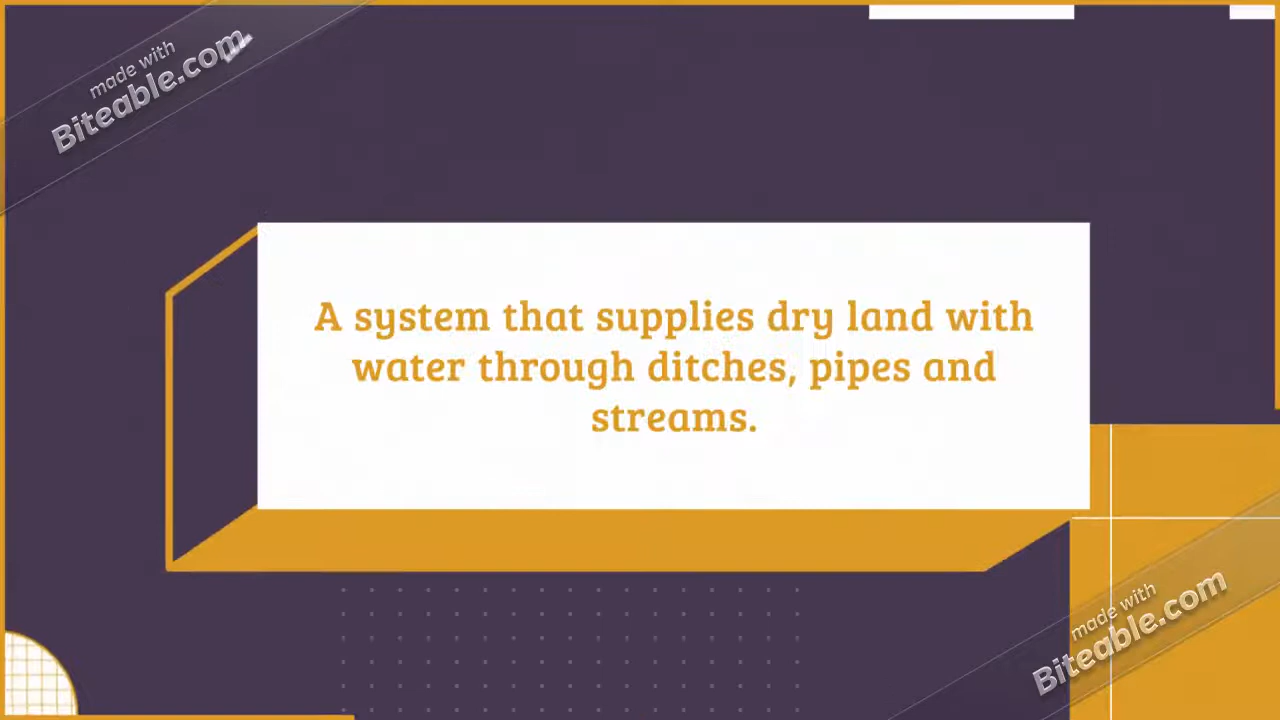 made with
Biteable.com
A system that supplies dry land with
water through ditches, pipes and
streams.
made with
Biteable.com